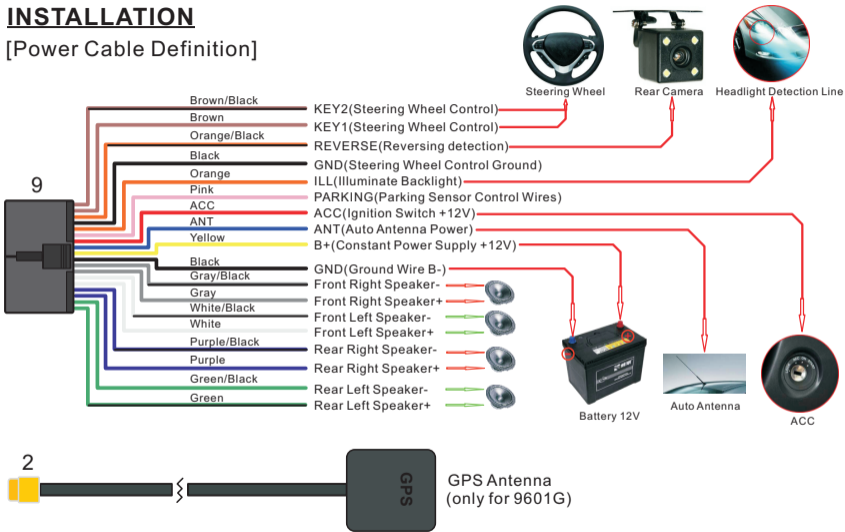 INSTALLATION
[Power Cable Definition]
Steering Wheel
Rear Camera
Headlight Detection Line
9
Brown/Black
KEY2(Steering Wheel Control)
Brown
KEY1(Steering Wheel Control)
Orange/Black
REVERSE(Reversing detection)
Black
GND(Steering Wheel Control Ground)
Orange
ILL(Illuminate Backlight)
Pink
PARKING(Parking Sensor Control Wires)
ACC
ACC(Ignition Switch +12V)
ANT
ANT(Auto Antenna Power)
Yellow
B+(Constant Power Supply +12V)
Black
GND(Ground Wire B-)
Gray/Black
Front Right Speaker-
Gray
Front Right Speaker+
White/Black
Front Left Speaker-
White
Front Left Speaker+
Purple/Black
Rear Right Speaker-
Purple
Rear Right Speaker+
Green/Black
Rear Left Speaker-
Green
Rear Left Speaker+
Battery 12V
Auto Antenna
ACC
2
GPS
GPS Antenna
(only for 9601G)